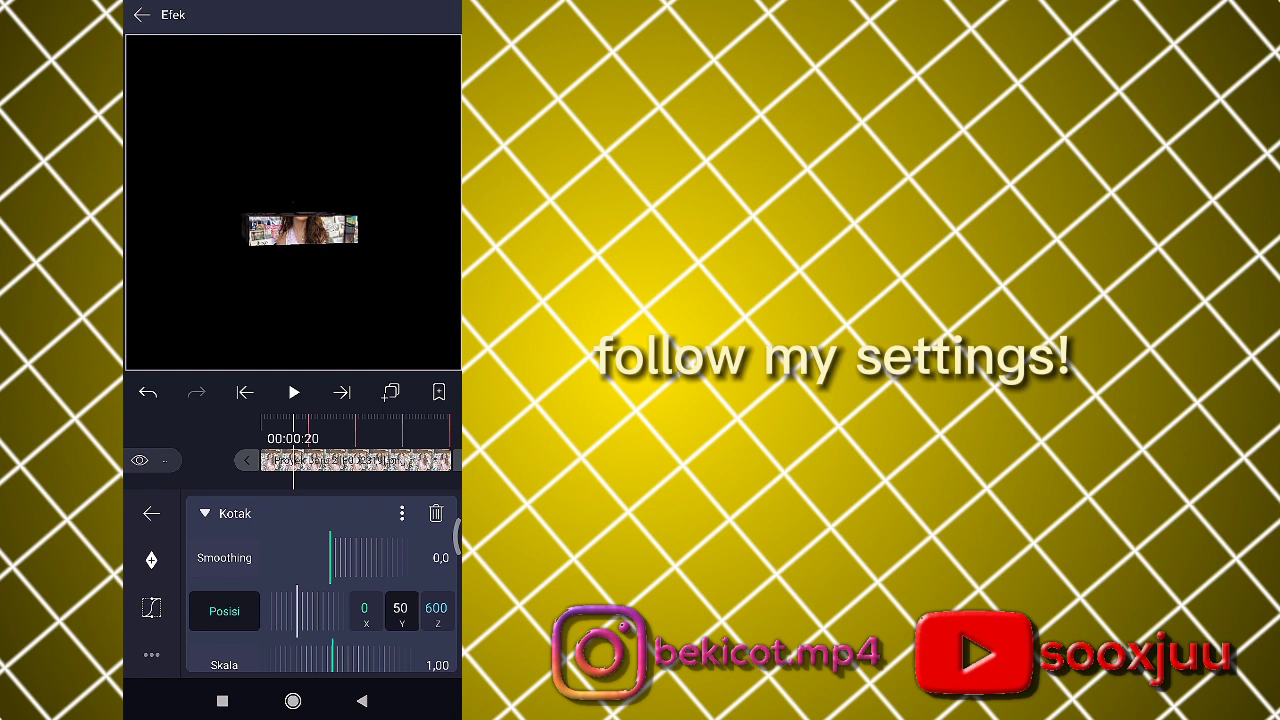 Efek
follow my settings!
00:00:20
Kotak
Smoothing
0,0
Posisi
0
X
50
Y
600
Z
Skala
1,00
bekicot.mp4
sooxjuu